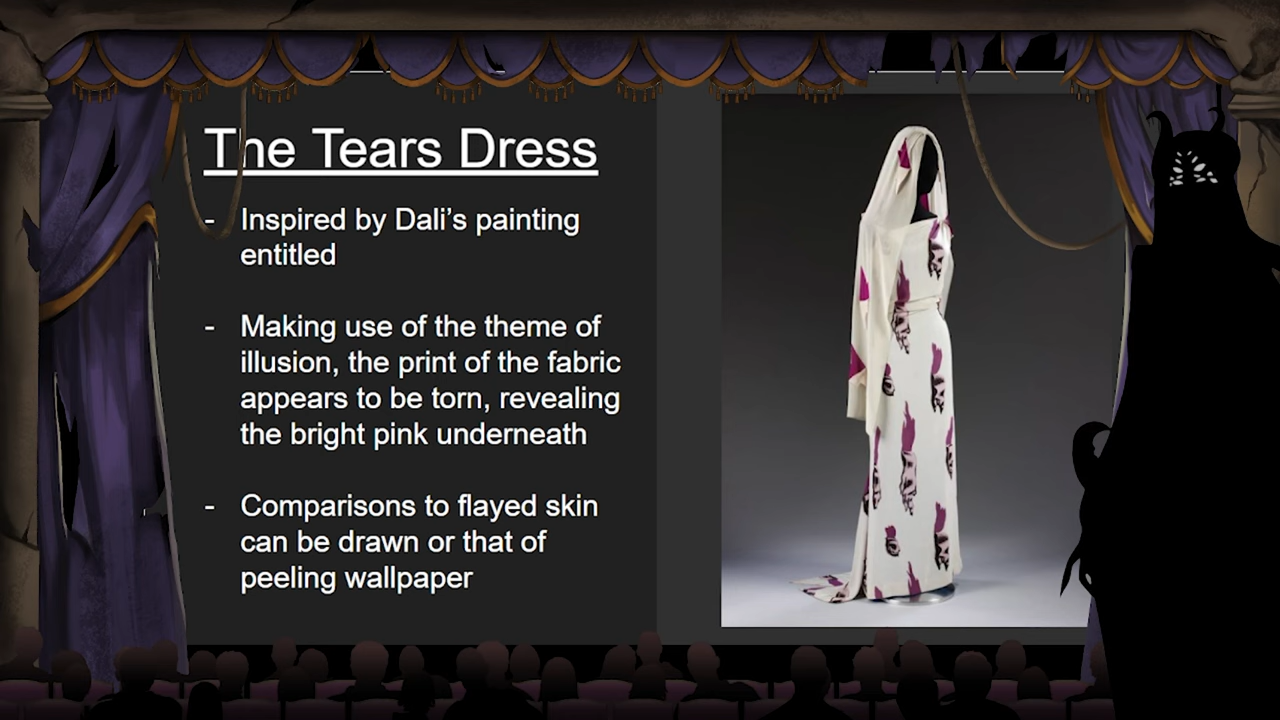 The Tears Dress
- Inspired by Dali's painting
entitled
- Making use of the theme of
illusion, the print of the fabric
appears to be torn, revealing
the bright pink underneath
- Comparisons to flayed skin
can be drawn or that of
peeling wallpaper